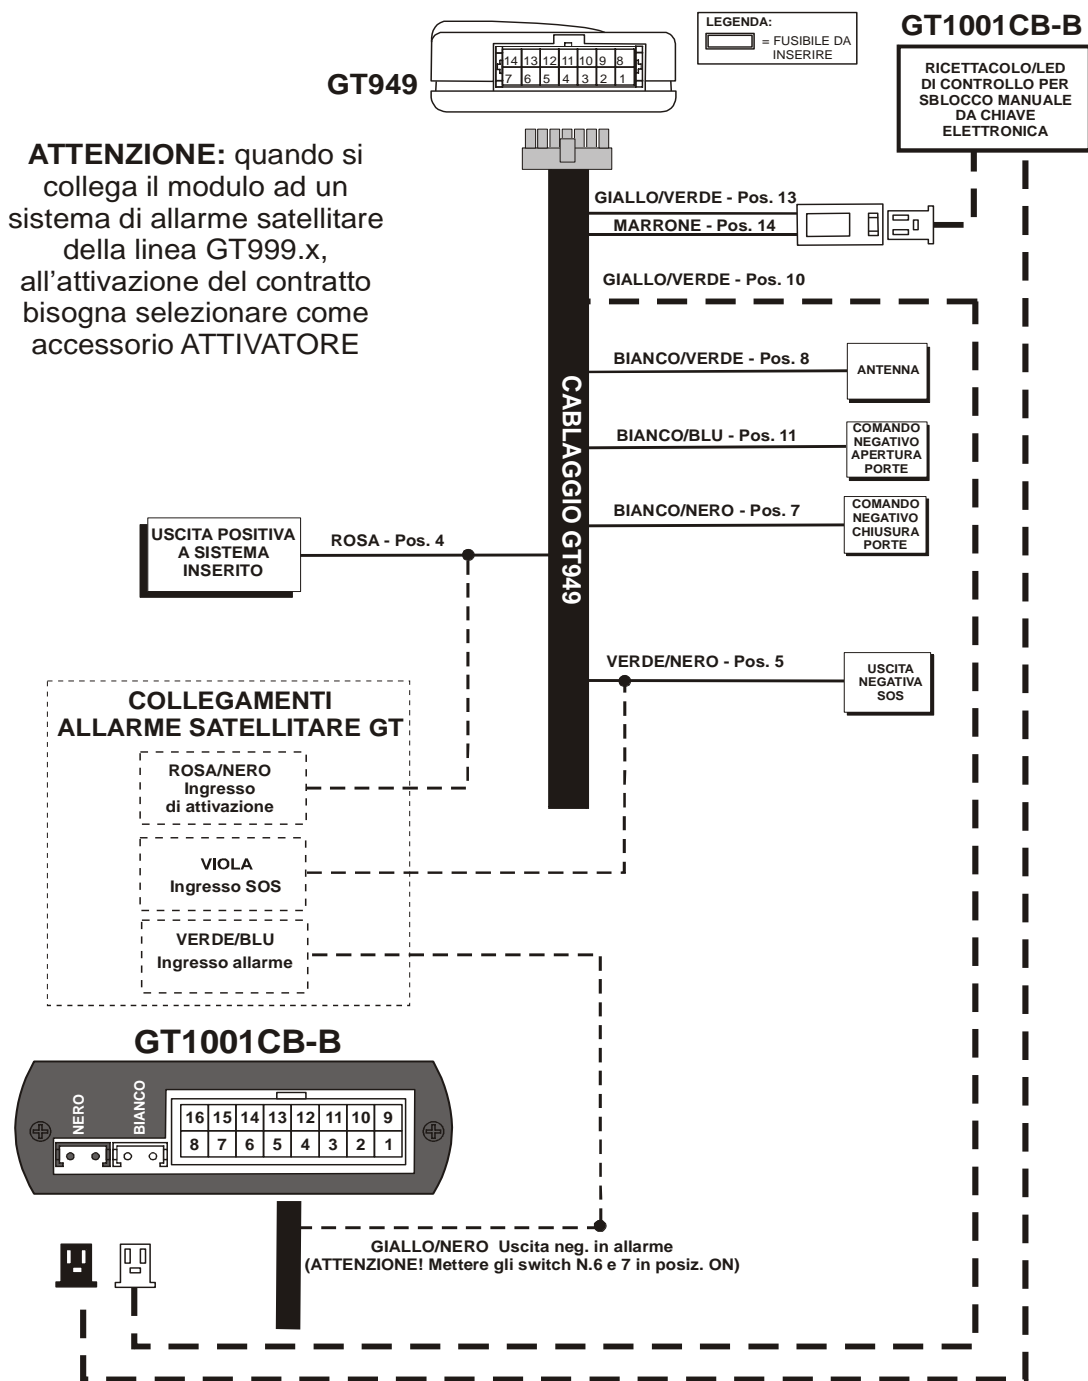 LEGENDA:
= FUSIBILE DA
INSERIRE
GT1001CB-B
RICETTACOLO/LED
DI CONTROLLO PER
SBLOCCO MANUALE
DA CHIAVE
ELETTRONICA
GT949
14 13 12 11 10 9 8
7 6 5 4 3 2 1
ATTENZIONE: quando si
collega il modulo ad un
sistema di allarme satellitare
della linea GT999.x,
all'attivazione del contratto
bisogna selezionare come
accessorio ATTIVATORE
GIALLO/VERDE - Pos. 13
MARRONE - Pos. 14
GIALLO/VERDE - Pos. 10
BIANCO/VERDE - Pos. 8
ANTENNA
BIANCO/BLU - Pos. 11
COMANDO
NEGATIVO
APERTURA
PORTE
BIANCO/NERO - Pos. 7
COMANDO
NEGATIVO
CHIUSURA
PORTE
CABLAGGIO GT949
USCITA POSITIVA
A SISTEMA
INSERITO
ROSA - Pos. 4
VERDE/NERO - Pos. 5
USCITA
NEGATIVA
SOS
COLLEGAMENTI
ALLARME SATELLITARE GT
ROSA/NERO
Ingresso
di attivazione
VIOLA
Ingresso SOS
VERDE/BLU
Ingresso allarme
GT1001CB-B
NERO
BIANCO
16 15 14 13 12 11 10 9
8 7 6 5 4 3 2 1
GIALLO/NERO Uscita neg. in allarme
(ATTENZIONE! Mettere gli switch N.6 e 7 in posiz. ON)